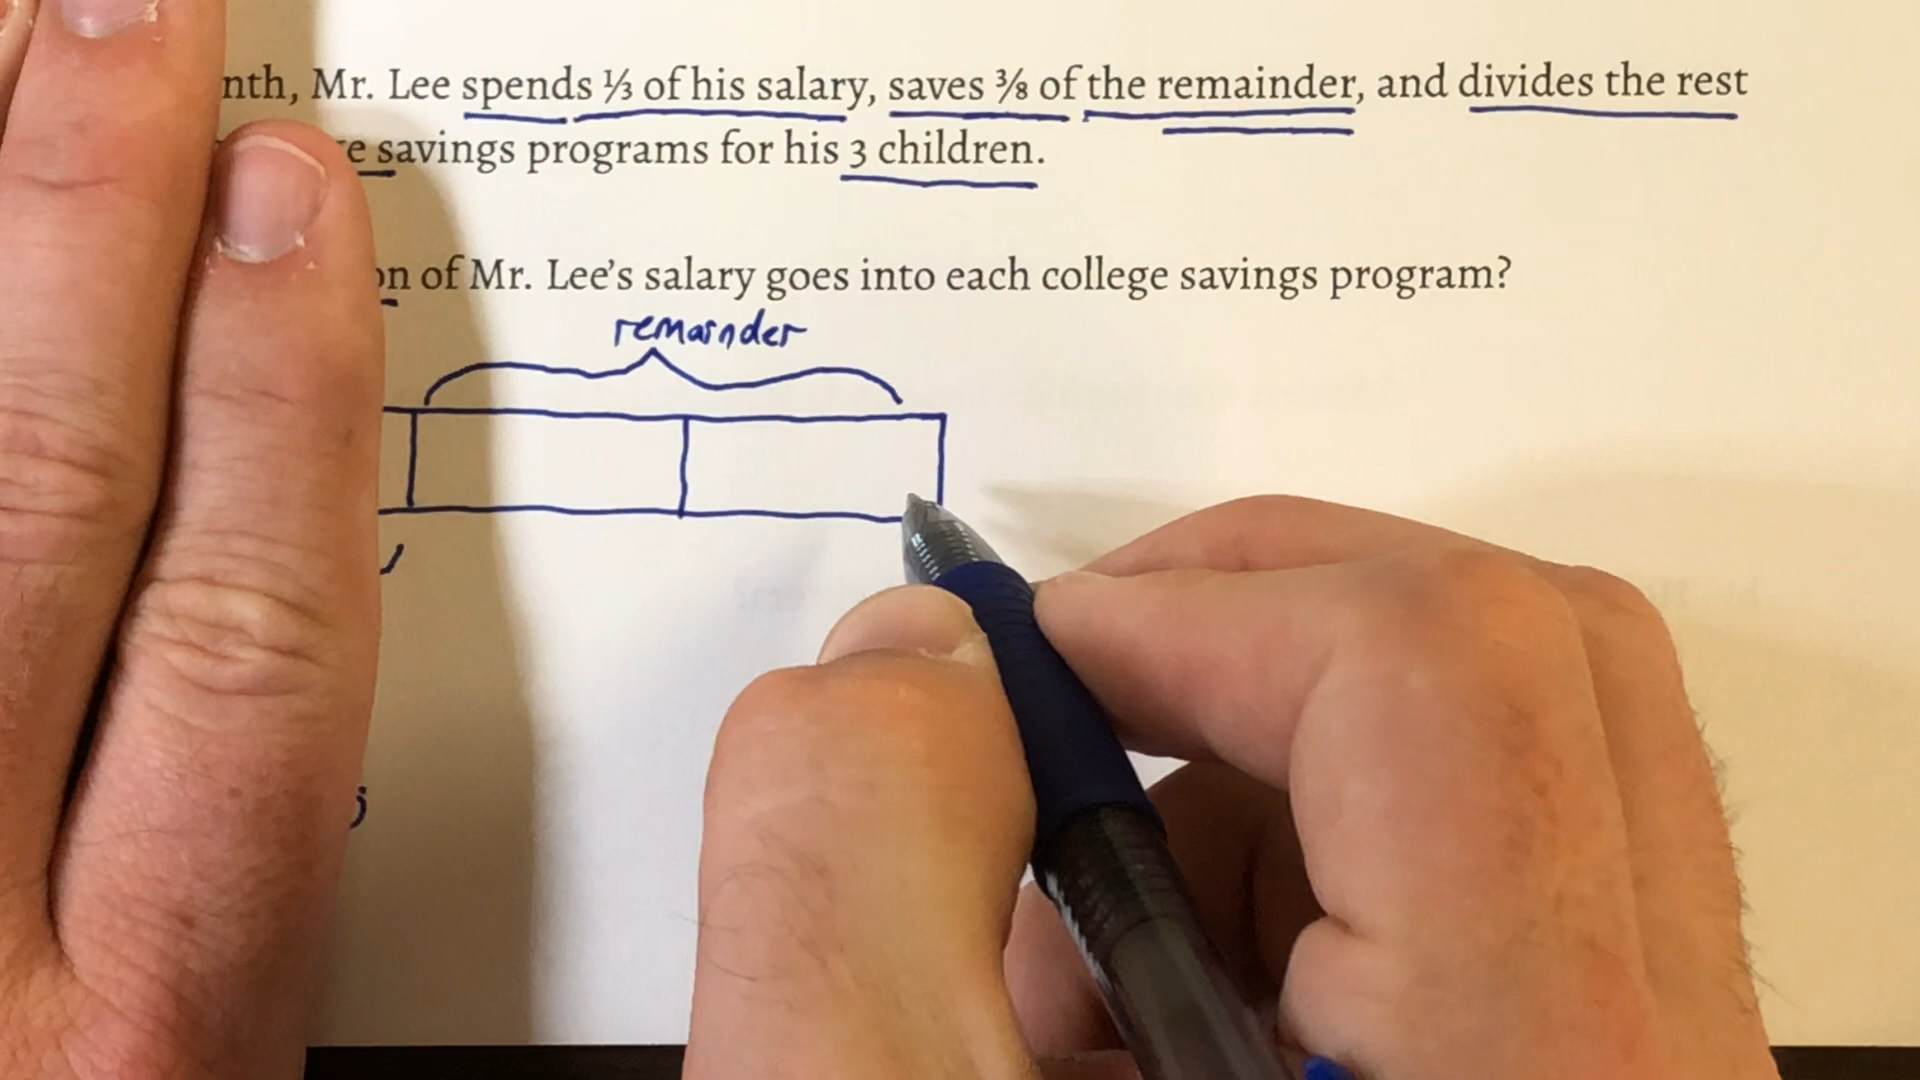 nth, Mr. Lee spends ⅓ of his salary, saves ⅜ of the remainder, and divides the rest
e savings programs for his 3 children.
on of Mr. Lee’s salary goes into each college savings program?
remainder